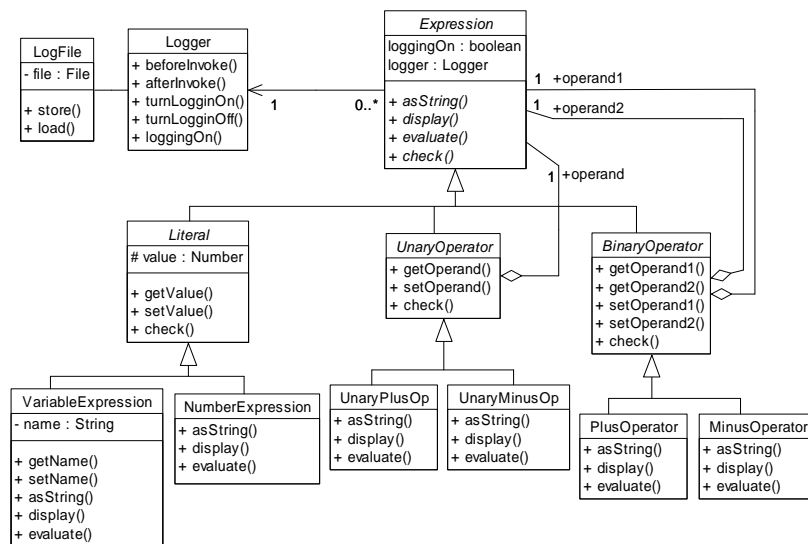 Expression
loggingOn : boolean
logger : Logger
+ asString()
+ display()
+ evaluate()
+ check()
Logger
+ beforeInvoke()
+ afterInvoke()
+ turnLogginOn()
+ turnLogginOff()
+ loggingOn()
LogFile
- file : File
+ store()
+ load()
1
0..*
1 +operand1
1 +operand2
1 +operand
Literal
# value : Number
+ getValue()
+ setValue()
+ check()
UnaryOperator
+ getOperand()
+ setOperand()
+ check()
BinaryOperator
+ getOperand1()
+ getOperand2()
+ setOperand1()
+ setOperand2()
+ check()
VariableExpression
- name : String
+ getName()
+ setName()
+ asString()
+ display()
+ evaluate()
NumberExpression
+ asString()
+ display()
+ evaluate()
UnaryPlusOp
+ asString()
+ display()
+ evaluate()
UnaryMinusOp
+ asString()
+ display()
+ evaluate()
PlusOperator
+ asString()
+ display()
+ evaluate()
MinusOperator
+ asString()
+ display()
+ evaluate()